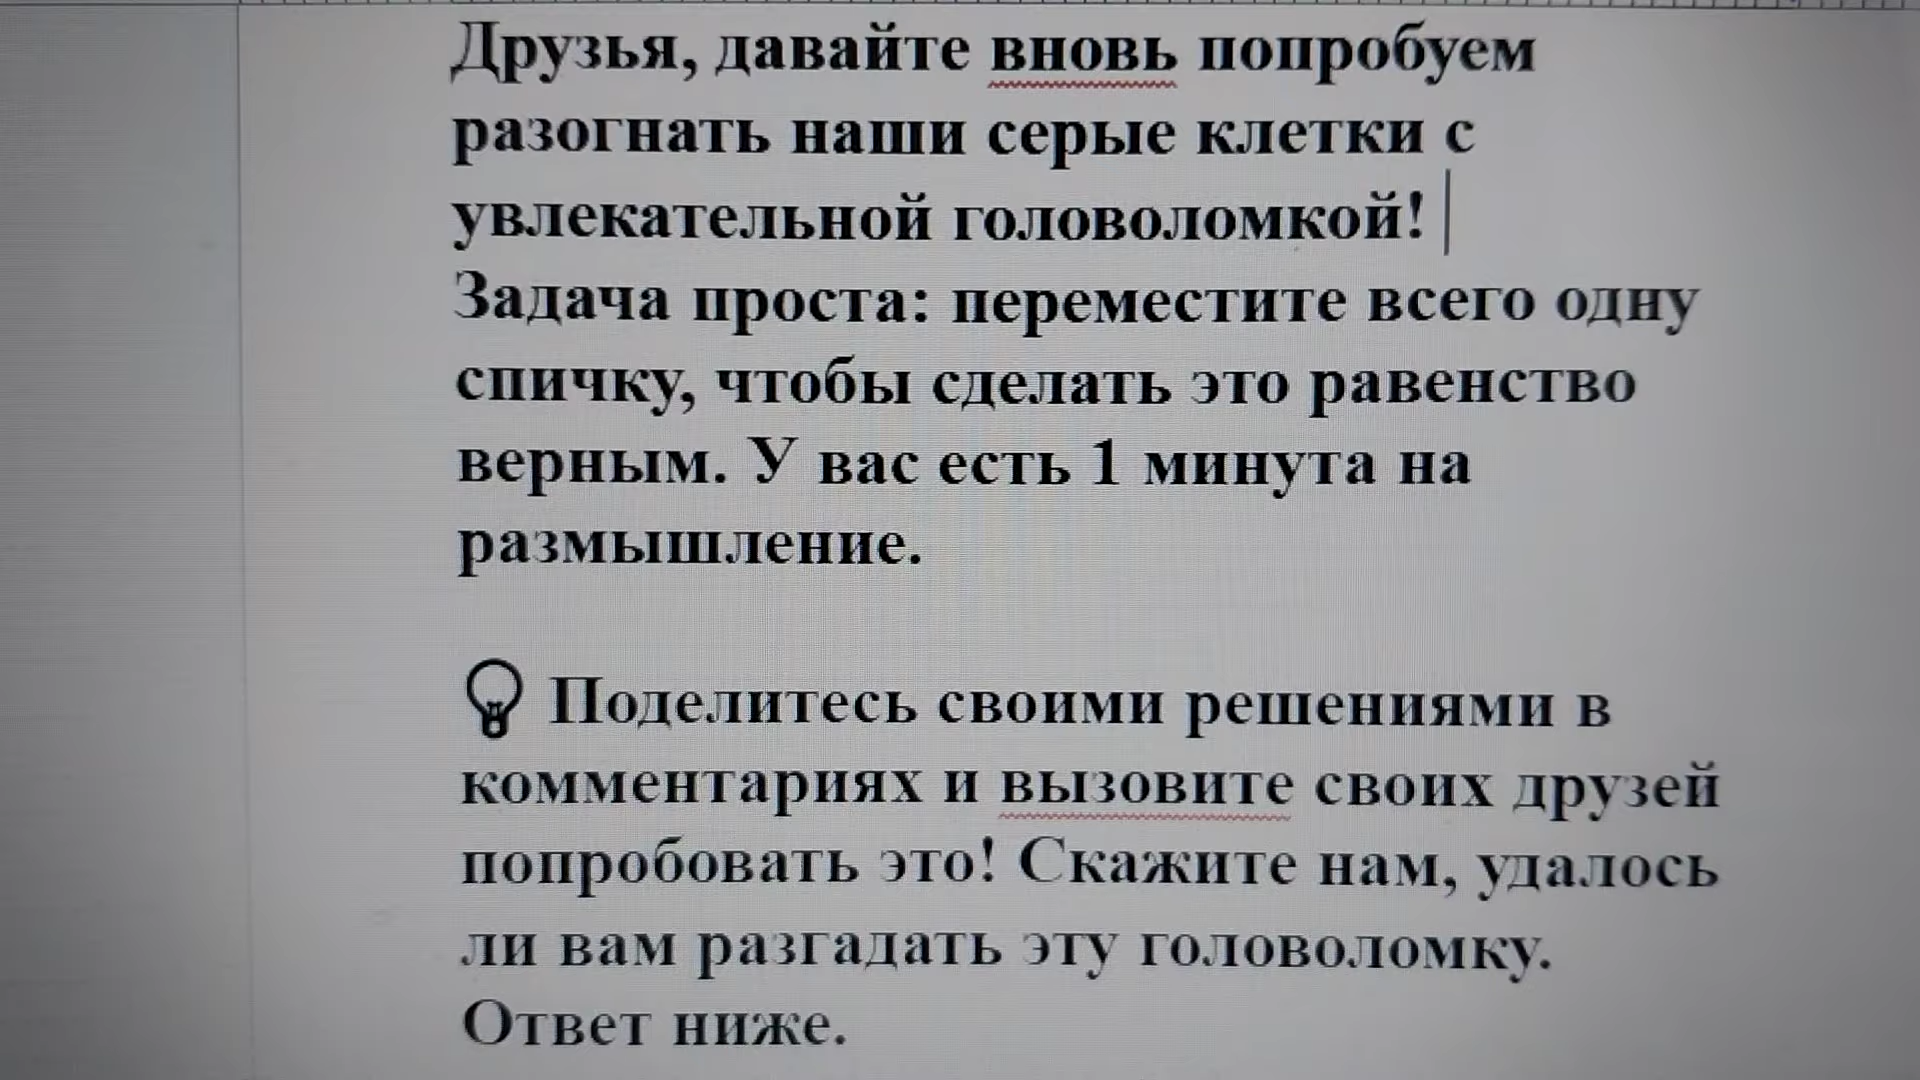 Друзья, давайте вновь попробуем
разогнать наши серые клетки с
увлекательной головоломкой!
Задача проста: переместите всего одну
спичку, чтобы сделать это равенство
верным. У вас есть 1 минута на
размышление.
Поделитесь своими решениями в
комментариях и вызовите своих друзей
попробовать это! Скажите нам, удалось
ли вам разгадать эту головоломку.
Ответ ниже.